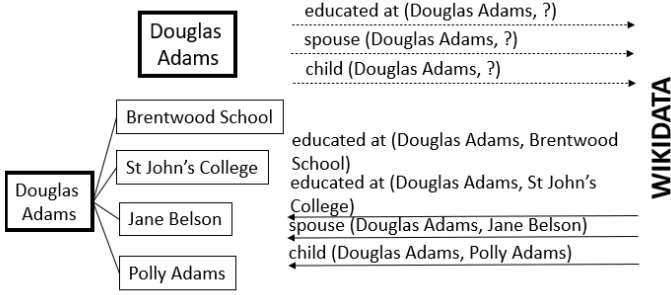 Douglas
Adams
educated at (Douglas Adams, ?)
spouse (Douglas Adams, ?)
child (Douglas Adams, ?)
Brentwood School
St John's College
Douglas
Adams
Jane Belson
Polly Adams
educated at (Douglas Adams, Brentwood
School)
educated at (Douglas Adams, St John's
College)
spouse (Douglas Adams, Jane Belson)
child (Douglas Adams, Polly Adams)
WIKIDATA